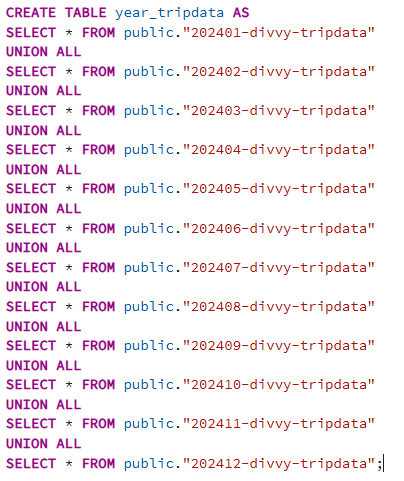 CREATE TABLE year_tripdata AS
SELECT * FROM public."202401-divvy-tripdata"
UNION ALL
SELECT * FROM public."202402-divvy-tripdata"
UNION ALL
SELECT * FROM public."202403-divvy-tripdata"
UNION ALL
SELECT * FROM public."202404-divvy-tripdata"
UNION ALL
SELECT * FROM public."202405-divvy-tripdata"
UNION ALL
SELECT * FROM public."202406-divvy-tripdata"
UNION ALL
SELECT * FROM public."202407-divvy-tripdata"
UNION ALL
SELECT * FROM public."202408-divvy-tripdata"
UNION ALL
SELECT * FROM public."202409-divvy-tripdata"
UNION ALL
SELECT * FROM public."202410-divvy-tripdata"
UNION ALL
SELECT * FROM public."202411-divvy-tripdata"
UNION ALL
SELECT * FROM public."202412-divvy-tripdata";